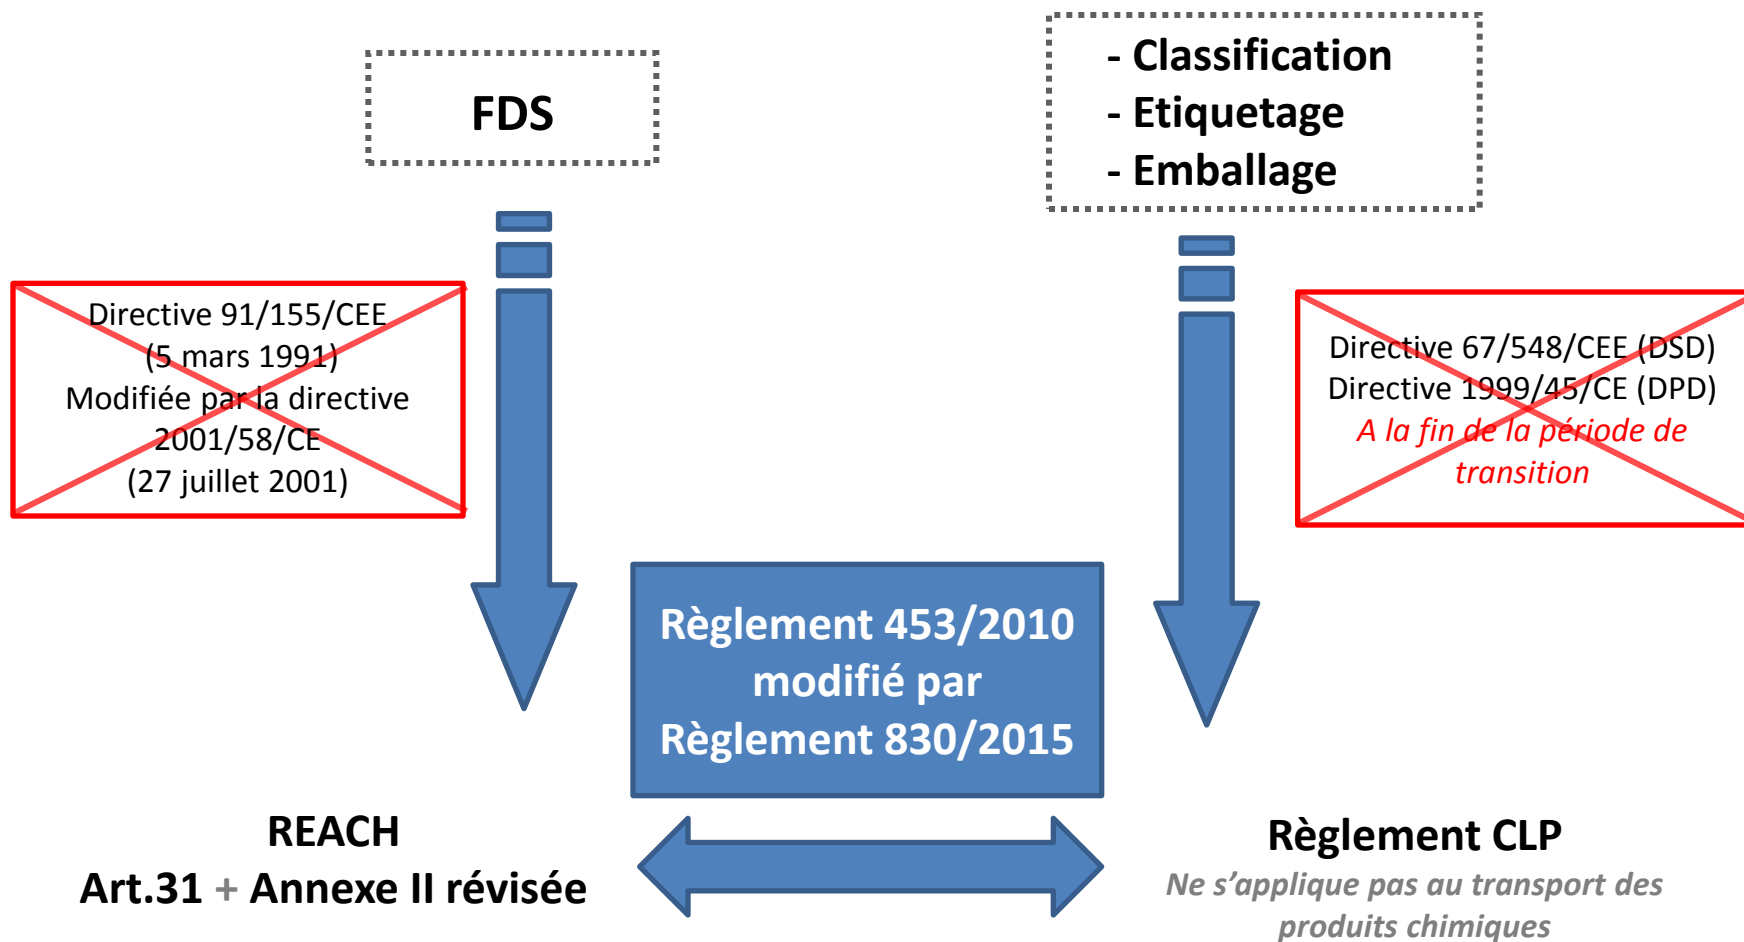 FDS
- Classification
- Etiquetage
- Emballage
Directive 91/155/CEE
(5 mars 1991)
Modifiée par la directive
2001/58/CE
(27 juillet 2001)
Directive 67/548/CEE (DSD)
Directive 1999/45/CE (DPD)
A la fin de la période de
transition
Règlement 453/2010
modifié par
Règlement 830/2015
REACH
Art.31 + Annexe II révisée
Règlement CLP
Ne s’applique pas au transport des
produits chimiques